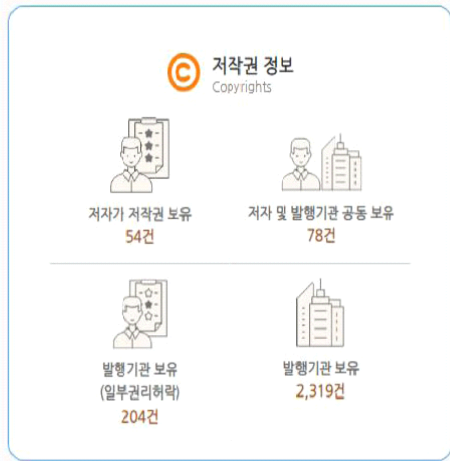 저작권 정보
Copyrights
저자가 저작권 보유
54건
저자 및 발행기관 공동 보유
78건
발행기관 보유
(일부권리허락)
204건
발행기관 보유
2,319건